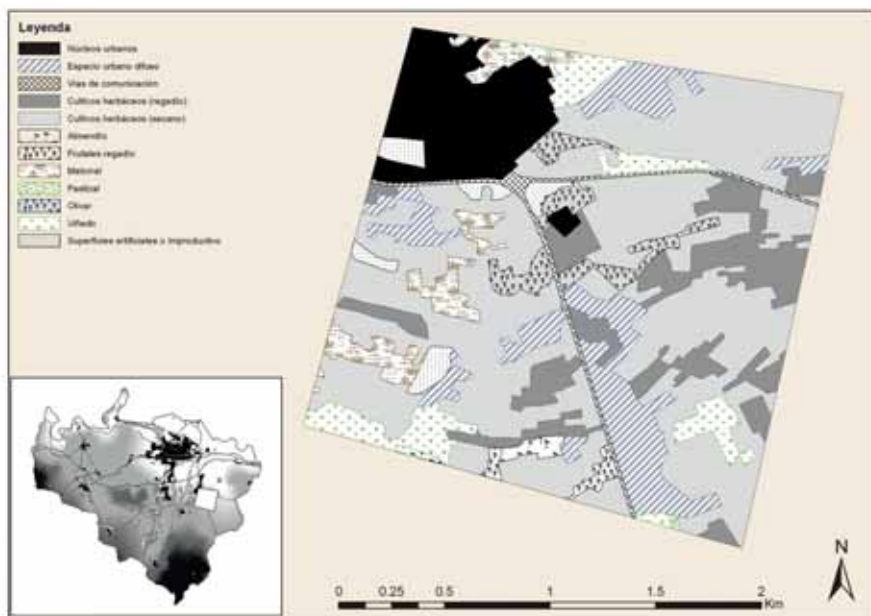 Leyenda
Núcleos urbanos
Espacio urbano difuso
Vías de comunicación
Cultivos herbáceos (regadío)
Cultivos herbáceos (secano)
Almendro
Frutales regadío
Matorral
Pastizal
Olivar
Viñedo
Superficies artificiales o improductivo
N
0 0.25 0.5 1 1.5 2
Km